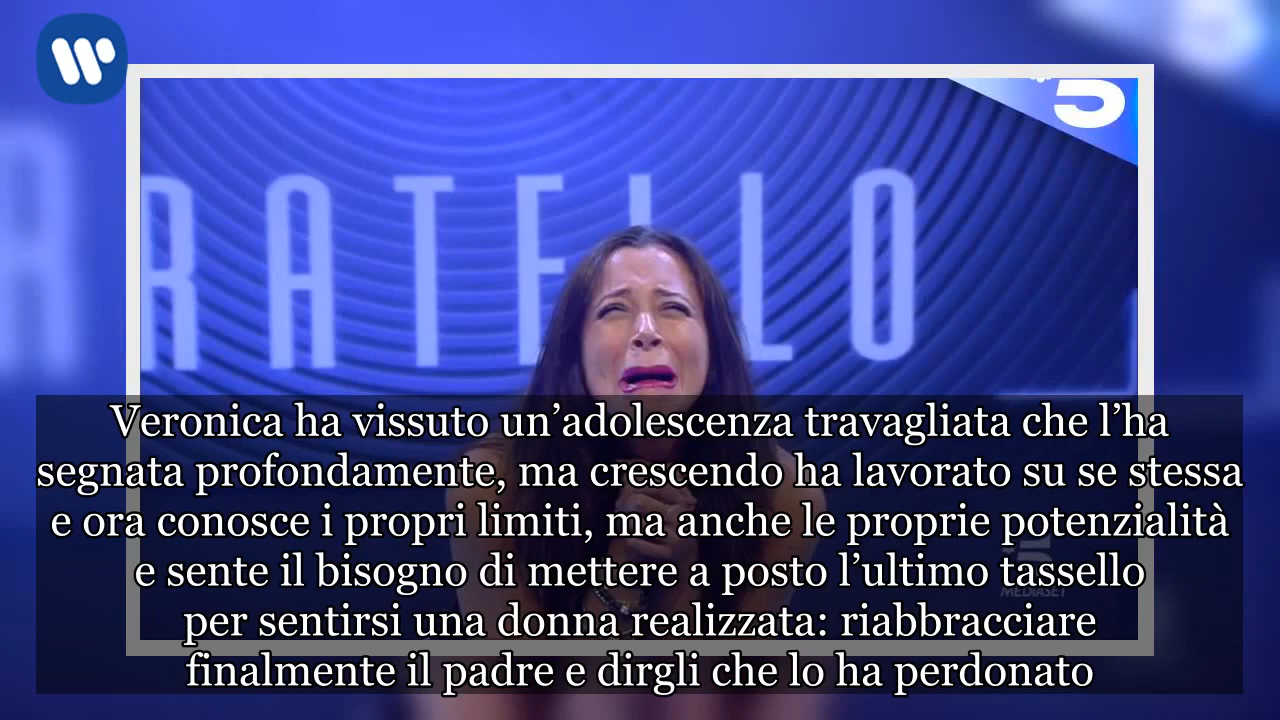 5
RATELLO
Veronica ha vissuto un’adolescenza travagliata che l’ha
segnata profondamente, ma crescendo ha lavorato su se stessa
e ora conosce i propri limiti, ma anche le proprie potenzialità
e sente il bisogno di mettere a posto l’ultimo tassello
MEDIASET
per sentirsi una donna realizzata: riabbracciare
finalmente il padre e dirgli che lo ha perdonato